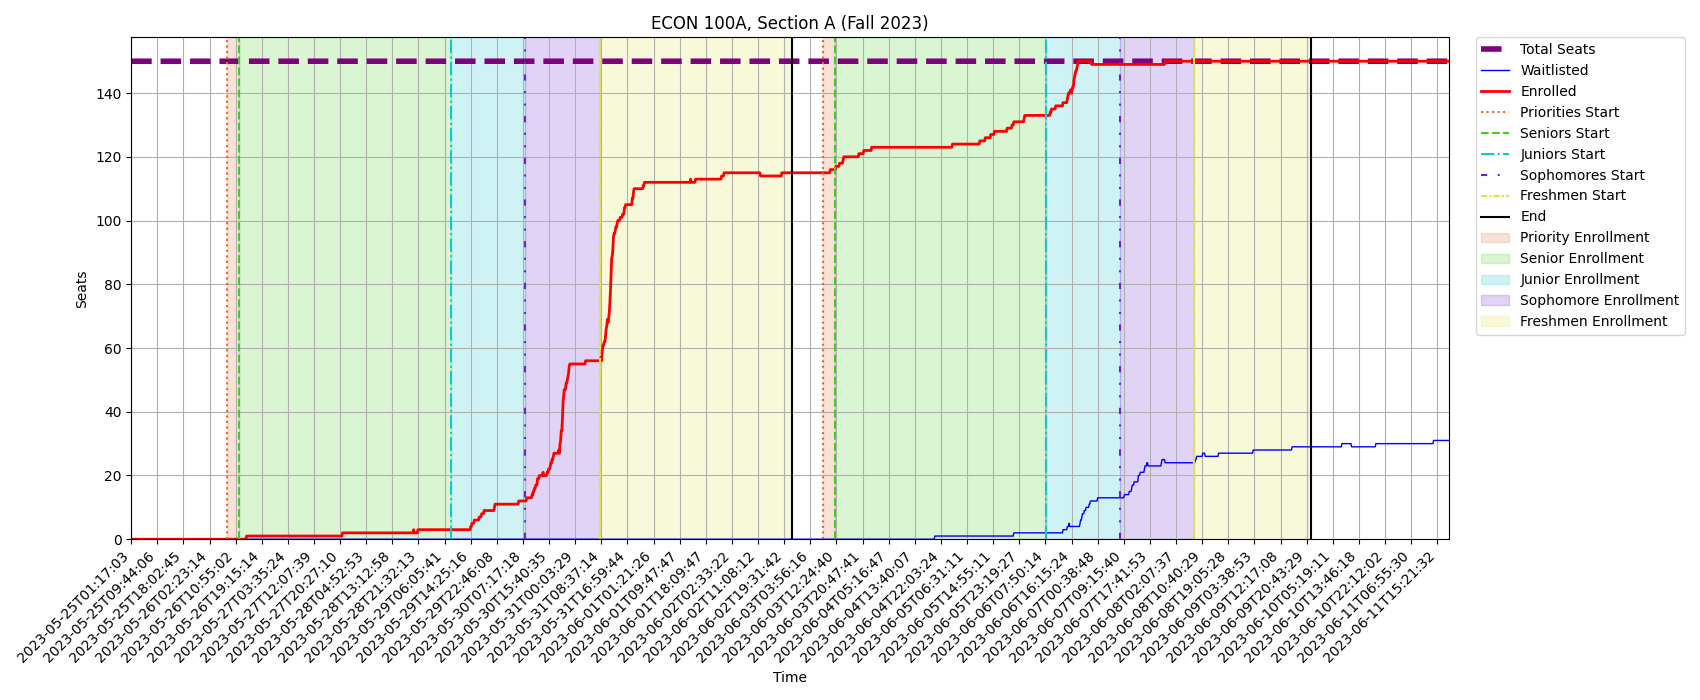 ECON 100A, Section A (Fall 2023)
Total Seats
Waitlisted
Enrolled
Priorities Start
Seniors Start
Juniors Start
Sophomores Start
Freshmen Start
End
Priority Enrollment
Senior Enrollment
Junior Enrollment
Sophomore Enrollment
Freshmen Enrollment
Seats
140
120
100
80
60
40
20
0
2023-05-25T01:17:03
2023-05-25T09:44:06
2023-05-25T18:02:45
2023-05-26T02:23:14
2023-05-26T10:55:02
2023-05-26T19:15:14
2023-05-27T03:35:24
2023-05-27T12:07:39
2023-05-27T20:27:10
2023-05-28T04:52:53
2023-05-28T13:12:58
2023-05-28T21:32:13
2023-05-29T06:05:41
2023-05-29T14:25:16
2023-05-29T22:46:08
2023-05-30T07:17:18
2023-05-30T15:40:35
2023-05-31T00:03:29
2023-05-31T08:37:14
2023-05-31T16:59:44
2023-06-01T01:21:26
2023-06-01T09:47:47
2023-06-01T18:09:47
2023-06-02T02:33:22
2023-06-02T11:08:12
2023-06-02T19:31:42
2023-06-03T03:56:16
2023-06-03T12:24:40
2023-06-03T20:47:41
2023-06-04T05:16:47
2023-06-04T13:40:07
2023-06-04T22:03:24
2023-06-05T06:31:11
2023-06-05T14:55:11
2023-06-05T23:19:27
2023-06-06T07:50:14
2023-06-06T16:15:24
2023-06-07T00:38:48
2023-06-07T09:15:40
2023-06-07T17:41:53
2023-06-08T02:07:37
2023-06-08T10:40:29
2023-06-08T19:05:28
2023-06-09T03:38:53
2023-06-09T12:17:08
2023-06-09T20:43:29
2023-06-10T05:19:11
2023-06-10T13:46:18
2023-06-10T22:12:02
2023-06-11T06:55:30
2023-06-11T15:21:32
Time